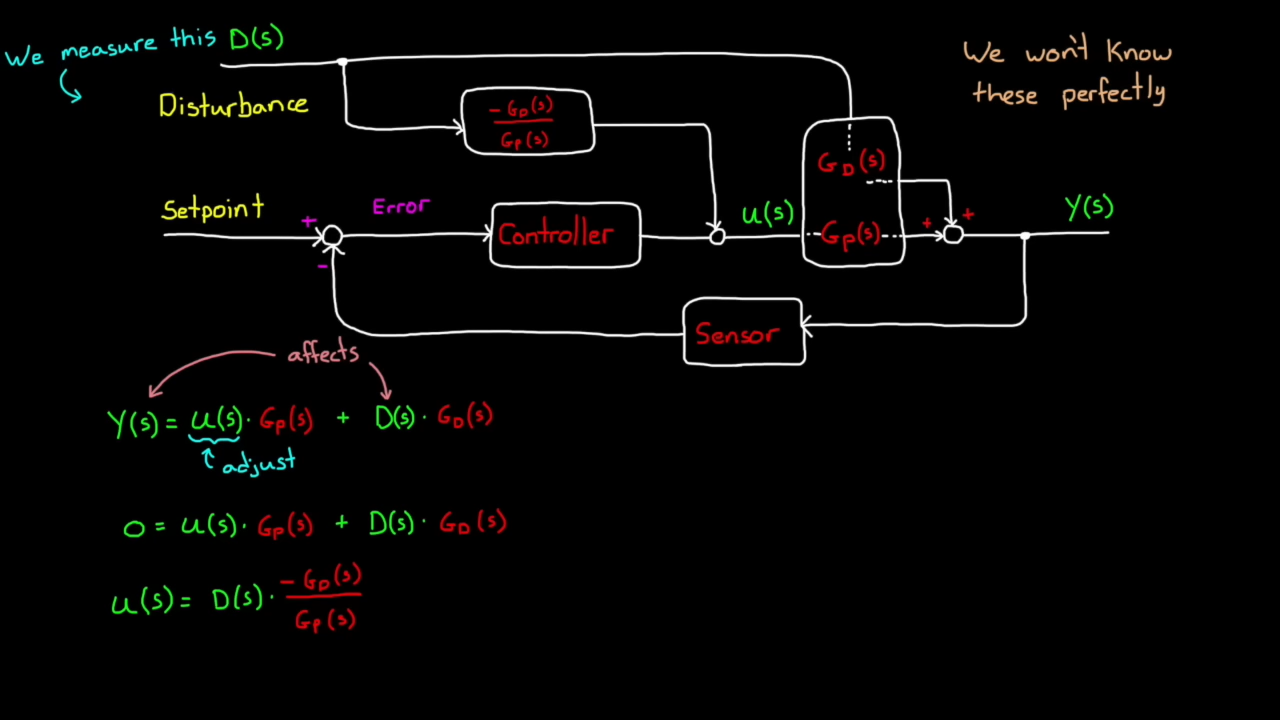 We measure this D(s)
We won't know
these perfectly
Disturbance
-G_D(s)
G_P(s)
G_D(s)
Setpoint
+
Error
Controller
U(s)
G_P(s)
+
+
Y(s)
-
Sensor
affects
Y(s) = U(s) · G_P(s) + D(s) · G_D(s)
adjust
0 = U(s) · G_P(s) + D(s) · G_D(s)
U(s) = D(s) · -G_D(s)
G_P(s)